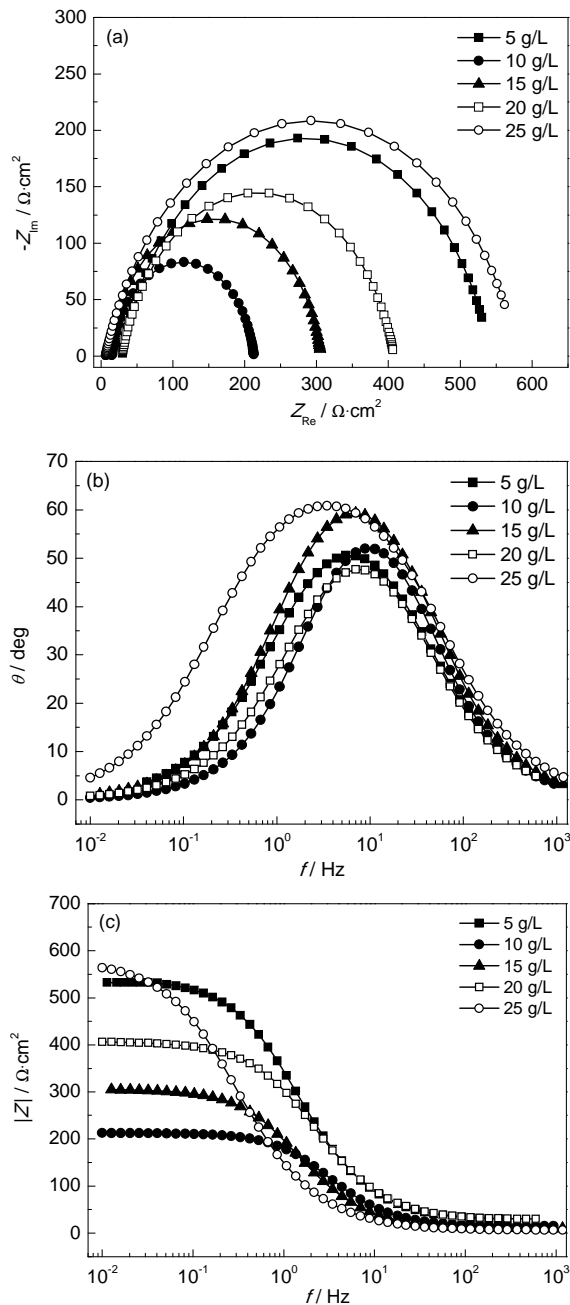 (a)
5 g/L
10 g/L
15 g/L
20 g/L
25 g/L
300
250
200
150
100
50
0
-Z_Im / Ω·cm²
0 100 200 300 400 500 600
Z_Re / Ω·cm²
(b)
5 g/L
10 g/L
15 g/L
20 g/L
25 g/L
70
60
50
40
30
20
10
0
θ / deg
10⁻² 10⁻¹ 10⁰ 10¹ 10² 10³
f / Hz
(c)
5 g/L
10 g/L
15 g/L
20 g/L
25 g/L
700
600
500
400
300
200
100
0
|Z| / Ω·cm²
10⁻² 10⁻¹ 10⁰ 10¹ 10² 10³
f / Hz